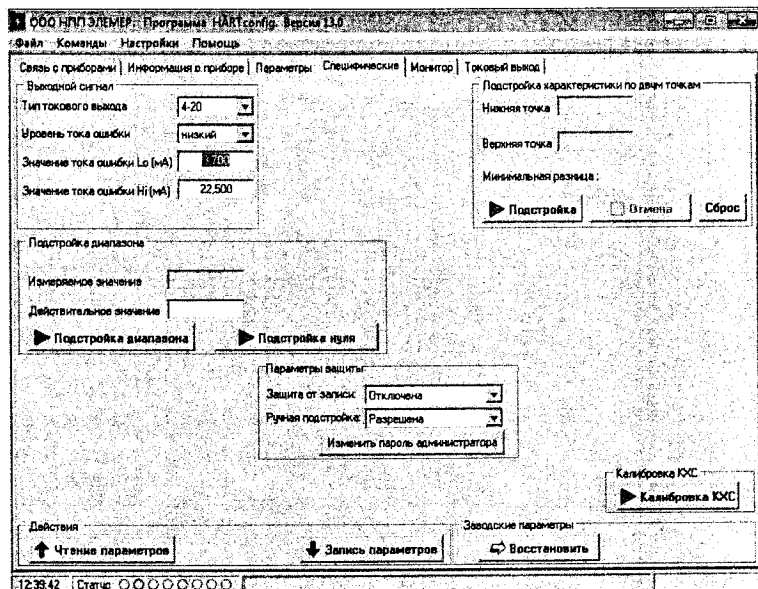 ООО НПП ЭЛЕМЕР: Программа HARTconfig. Версия 13.0
Файл Команды Настройки Помощь
Связь с приборами Информация о приборе Параметры Специфические Монитор Токовый выход
Выходной сигнал
Тип токового выхода 4-20
Уровень тока ошибки низкий
Значение тока ошибки Lo (мА) 3,700
Значение тока ошибки Hi (мА) 22,500
Подстройка характеристики по двум точкам
Нижняя точка
Верхняя точка
Минимальная разница :
Подстройка Отмена Сброс
Подстройка диапазона
Измеряемое значение
Действительное значение
Подстройка диапазона Подстройка нуля
Параметры защиты
Защита от записи: Отключена
Ручная подстройка: Разрешена
Изменить пароль администратора
Калибровка КХС
Калибровка КХС
Действия
Чтение параметров Запись параметров
Заводские параметры
Восстановить
12:39:42 Статус